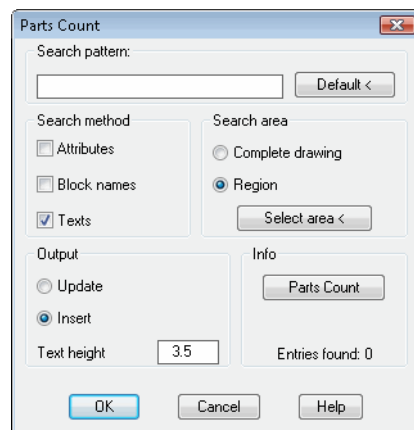 Parts Count
Search pattern:
Default <
Search method
Search area
Attributes
Complete drawing
Block names
Region
Texts
Select area <
Output
Info
Update
Parts Count
Insert
Text height
3.5
Entries found: 0
OK
Cancel
Help